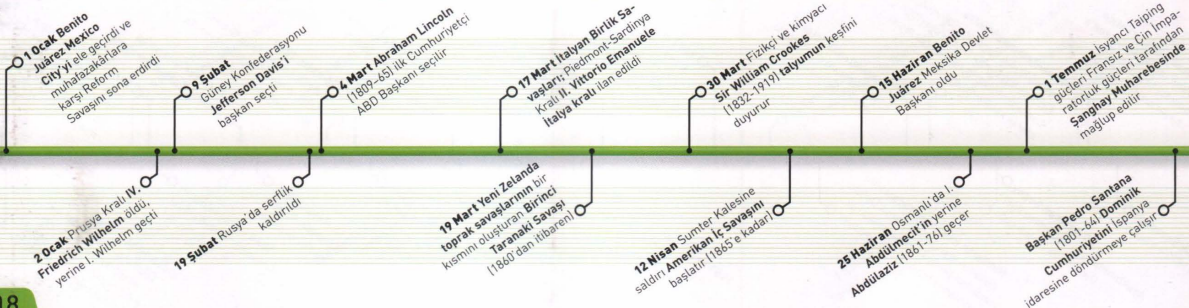 1 Ocak Benito
Juárez Mexico
City'yi ele geçirdi ve
muhafazakârlara
karşı Reform
Savaşını sona erdirdi
9 Şubat
Güney Konfederasyonu
Jefferson Davis'i
başkan seçti
4 Mart Abraham Lincoln
(1809-65) ilk Cumhuriyetçi
ABD Başkanı seçilir
17 Mart İtalyan Birlik Sa-
vaşları; Piedmont-Sardinya
Kralı II. Vittorio Emanuele
İtalya kralı ilan edildi
30 Mart Fizikçi ve kimyacı
Sir William Crookes
(1832-1919) talyumun keşfini
duyurur
15 Haziran Benito
Juárez Meksika Devlet
Başkanı oldu
1 Temmuz İsyancı Taiping
güçleri Fransız ve Çin İmpa-
ratorluk güçleri tarafından
Şanghay Muharebesinde
mağlup edilir
2 Ocak Prusya Kralı IV.
Friedrich Wilhelm öldü,
yerine I. Wilhelm geçti
19 Şubat Rusya'da serflik
kaldırıldı
19 Mart Yeni Zelanda
toprak savaşlarının bir
kısmını oluşturan Birinci
Taranaki Savaşı
(1860'dan itibaren)
12 Nisan Sumter Kalesine
saldırı Amerikan İç Savaşını
başlatır (1865'e kadar)
25 Haziran Osmanlı'da I.
Abdülmecit'in yerine
Abdülaziz (1861-76) geçer
Başkan Pedro Santana
(1801-64) Dominik
Cumhuriyetini İspanya
idaresine döndürmeye çalışır